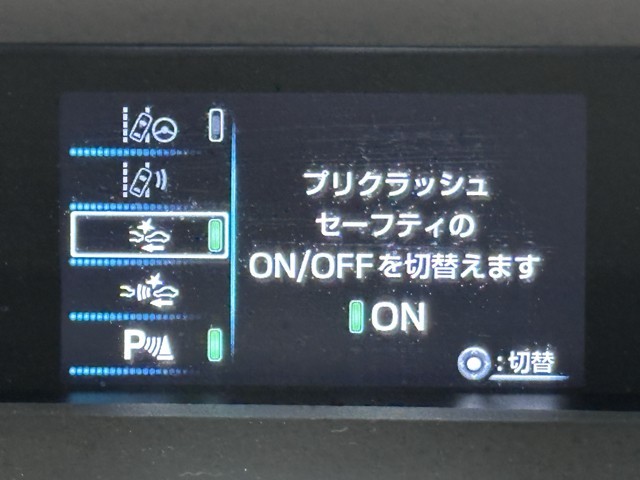 プリクラッシュ
セーフティの
ON/OFFを切替えます
ON
:切替
P